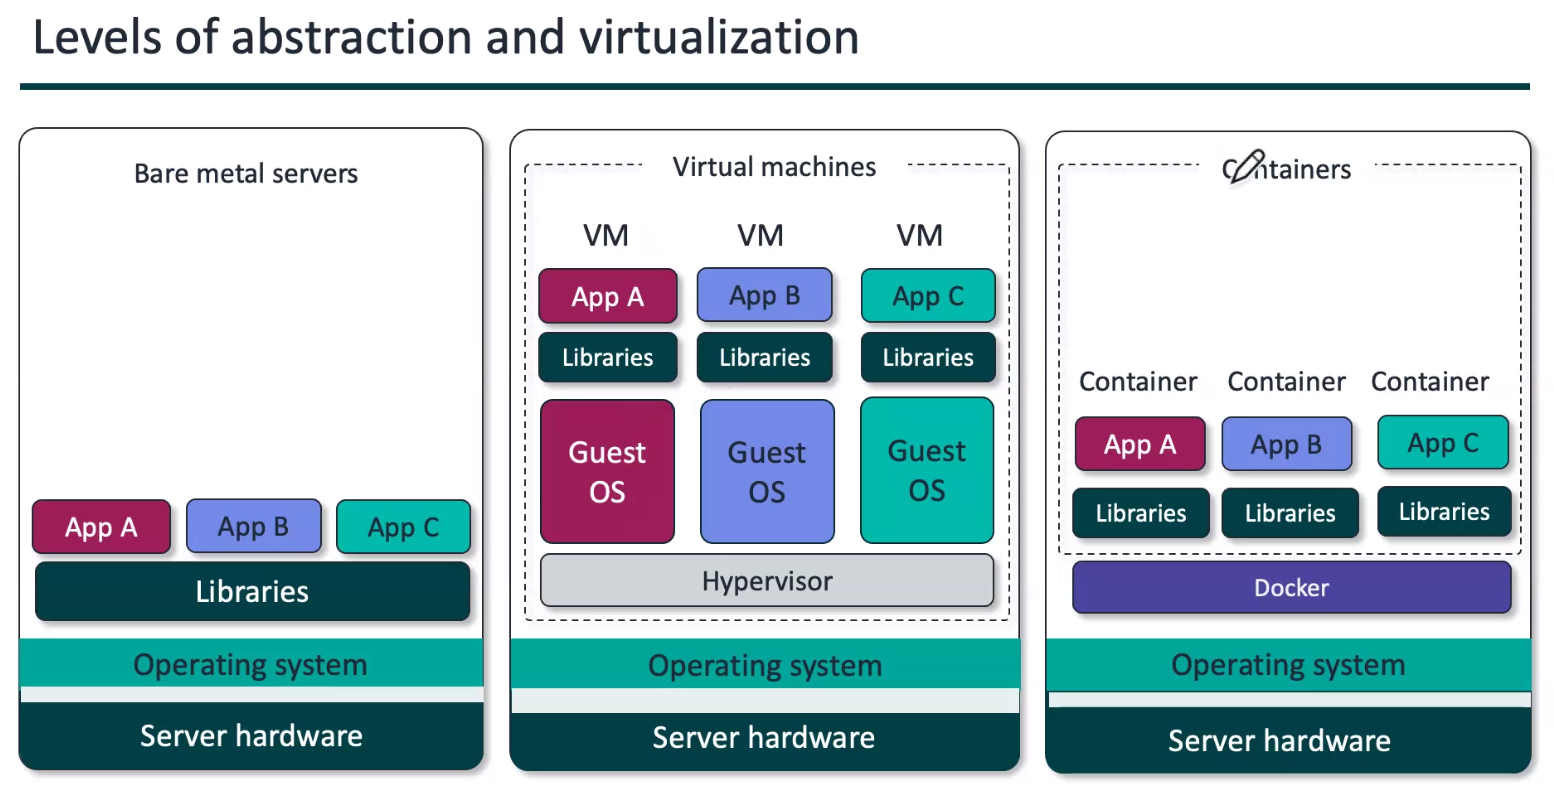 Levels of abstraction and virtualization
Bare metal servers
App A
App B
App C
Libraries
Operating system
Server hardware
Virtual machines
VM
VM
VM
App A
App B
App C
Libraries
Libraries
Libraries
Guest
OS
Guest
OS
Guest
OS
Hypervisor
Operating system
Server hardware
Containers
Container
Container
Container
App A
App B
App C
Libraries
Libraries
Libraries
Docker
Operating system
Server hardware